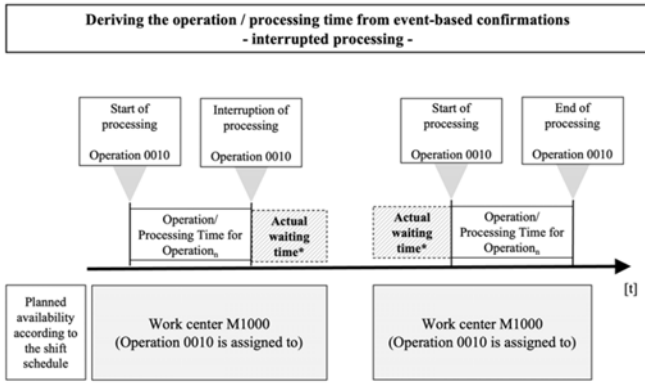 Deriving the operation / processing time from event-based confirmations
- interrupted processing -
Start of
processing
Operation 0010
Interruption of
processing
Operation 0010
Start of
processing
Operation 0010
End of
processing
Operation 0010
Operation/
Processing Time for
Operationₙ
Actual
waiting
time*
Actual
waiting
time*
Operation/
Processing Time for
Operationₙ
[t]
Planned
availability
according to
the shift
schedule
Work center M1000
(Operation 0010 is assigned to)
Work center M1000
(Operation 0010 is assigned to)